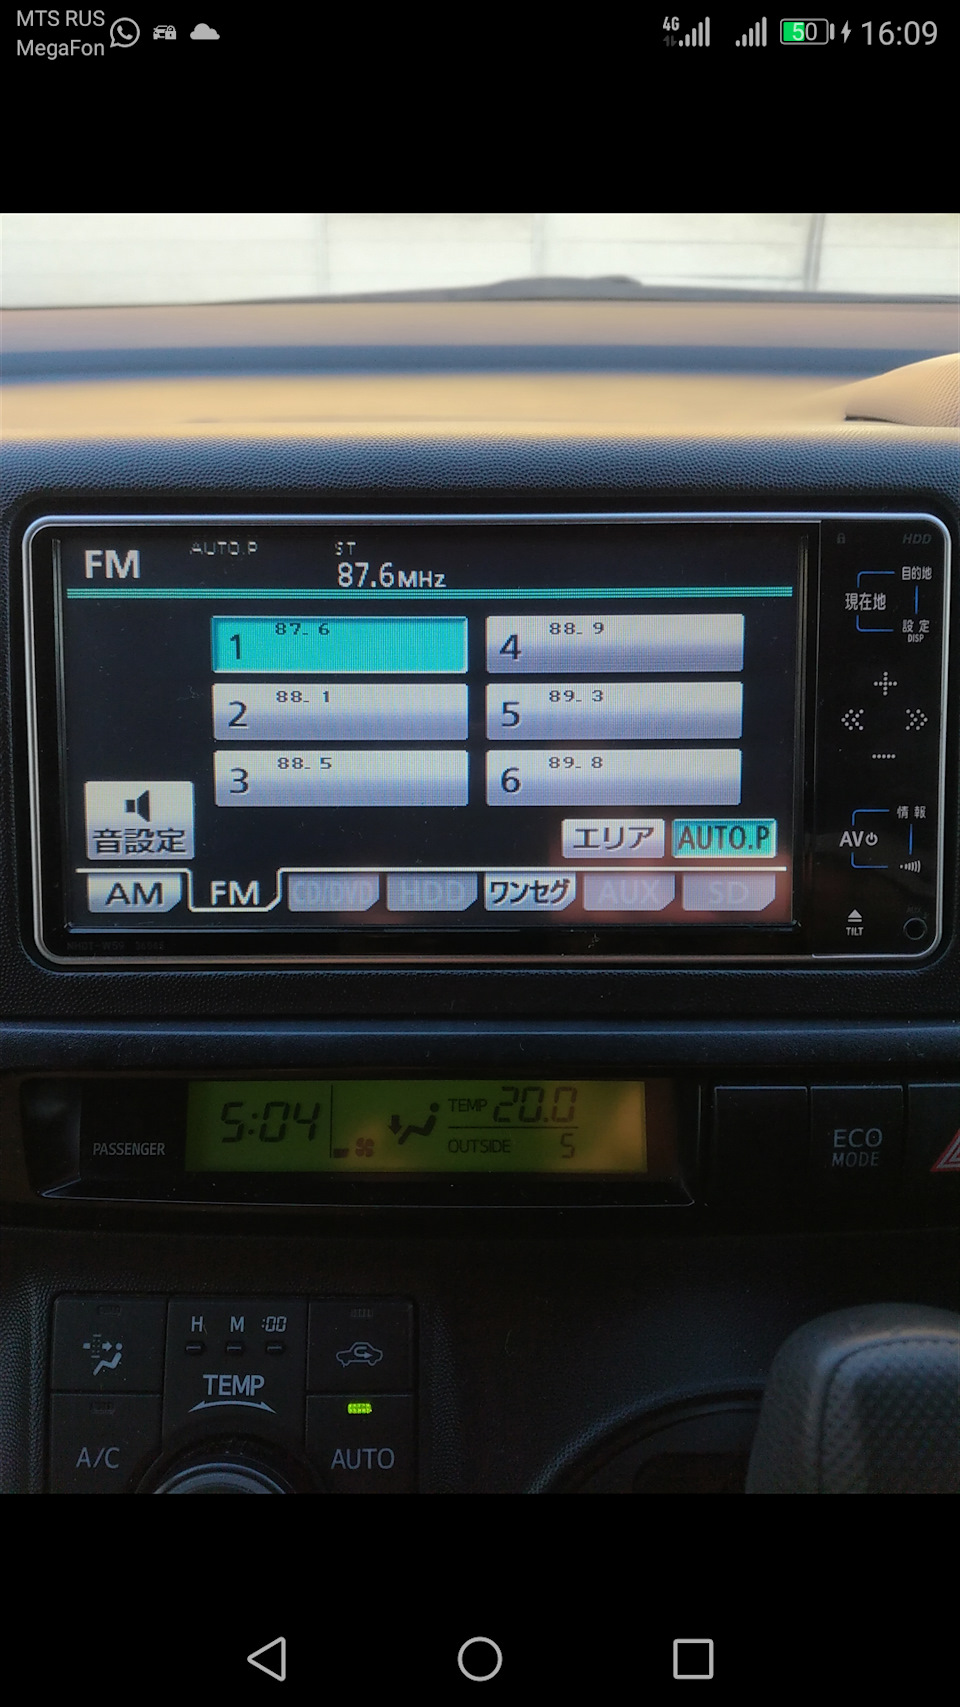 MTS RUS
MegaFon
4G
50
16:09
FM
AUTO.P
ST
87.6MHz
HDD
目的地
現在地
設定
DISP
1 87.6
4 88.9
2 88.1
5 89.3
3 88.5
6 89.8
音設定
エリア
AUTO.P
情報
AV
AM
FM
CD/DVD
HDD
ワンセグ
AUX
SD
TILT
PASSENGER
5:04
TEMP 20.0
OUTSIDE 5
ECO
MODE
H M :00
TEMP
A/C
AUTO